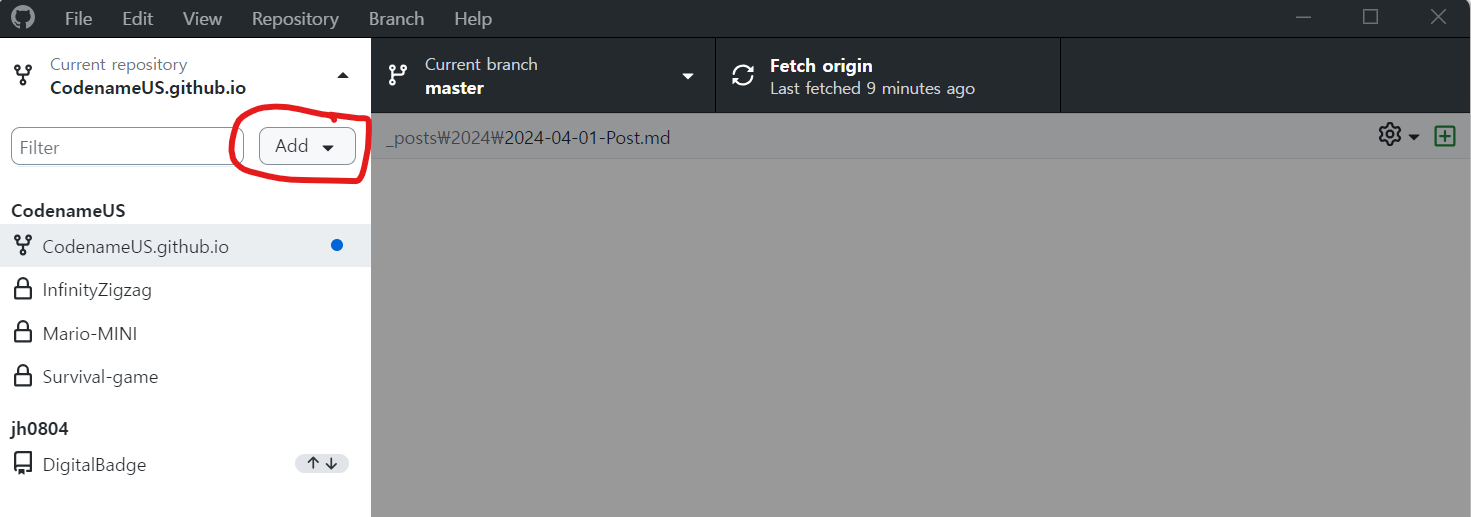 File Edit View Repository Branch Help
Current repository
CodenameUS.github.io
Current branch
master
Fetch origin
Last fetched 9 minutes ago
Filter
Add
_posts₩2024₩2024-04-01-Post.md
CodenameUS
CodenameUS.github.io
InfinityZigzag
Mario-MINI
Survival-game
jh0804
DigitalBadge